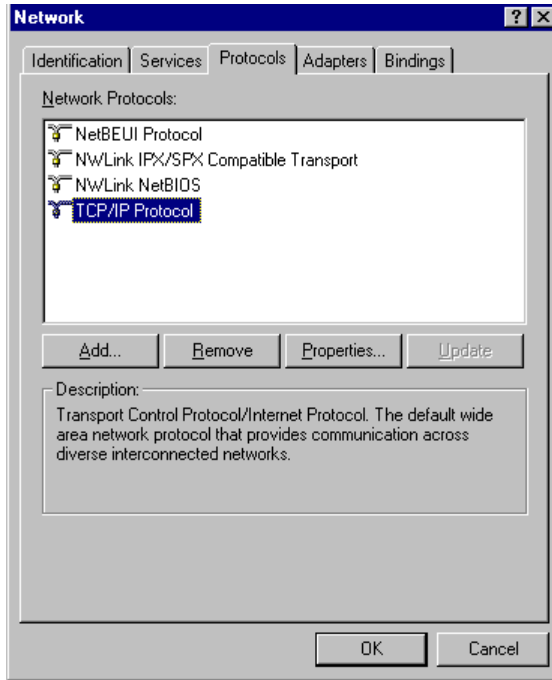 Network
Identification Services Protocols Adapters Bindings
Network Protocols:
NetBEUI Protocol
NWLink IPX/SPX Compatible Transport
NWLink NetBIOS
TCP/IP Protocol
Add... Remove Properties... Update
Description:
Transport Control Protocol/Internet Protocol. The default wide
area network protocol that provides communication across
diverse interconnected networks.
OK Cancel